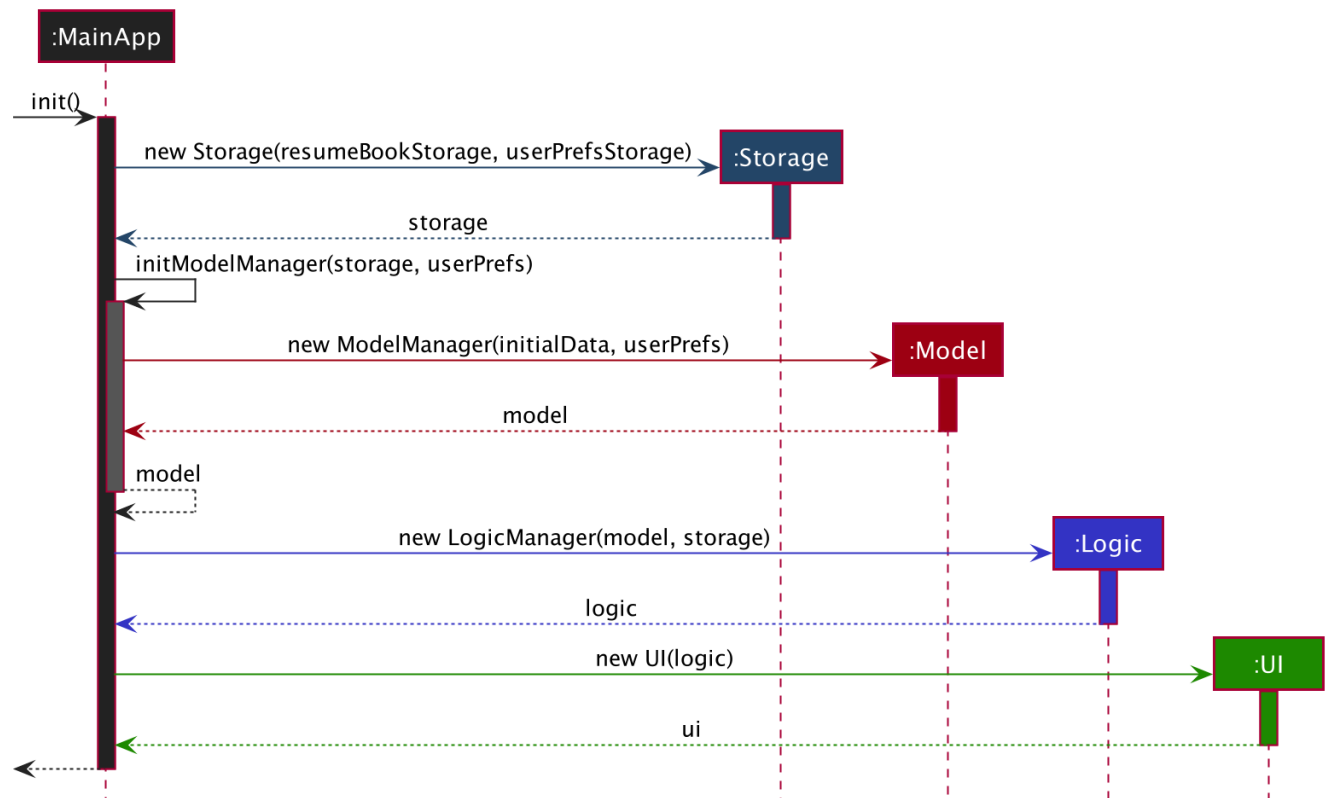 :MainApp
init()
new Storage(resumeBookStorage, userPrefsStorage)
:Storage
storage
initModelManager(storage, userPrefs)
new ModelManager(initialData, userPrefs)
:Model
model
model
new LogicManager(model, storage)
:Logic
logic
new UI(logic)
:UI
ui